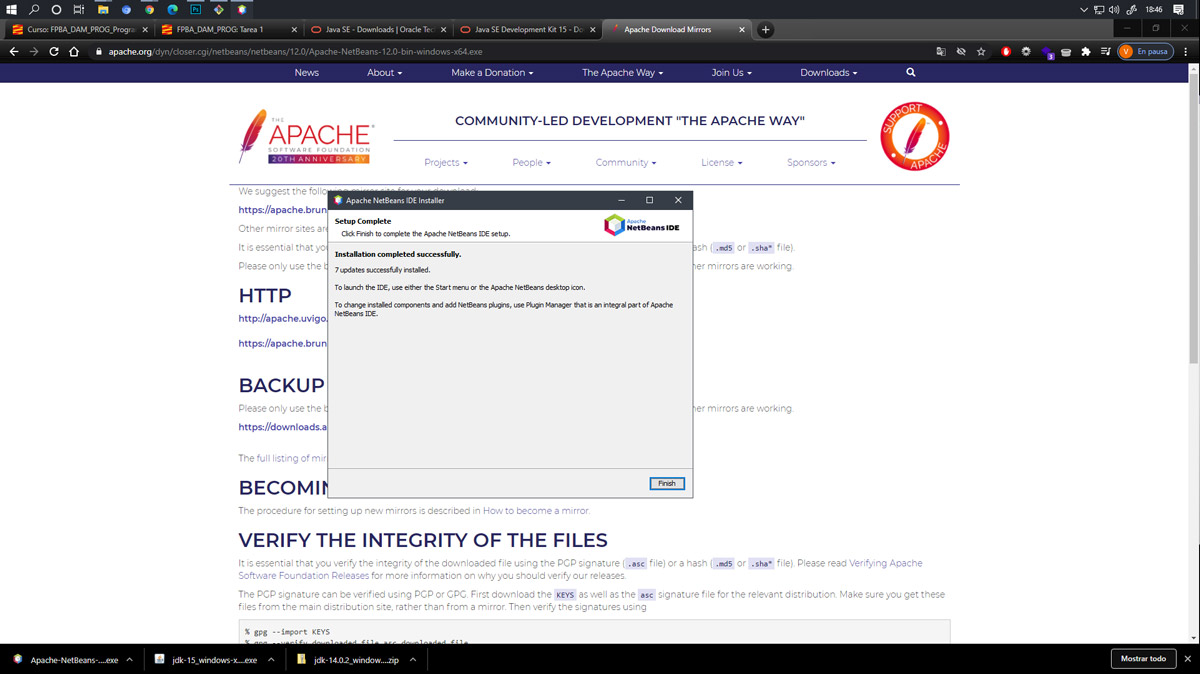 18:46
Curso: FPBA_DAM_PROG_Progra
FPBA_DAM_PROG: Tarea 1
Java SE - Downloads | Oracle Tec
Java SE Development Kit 15 - Do
Apache Download Mirrors
apache.org/dyn/closer.cgi/netbeans/netbeans/12.0/Apache-NetBeans-12.0-bin-windows-x64.exe
3
V En pausa
News About Make a Donation The Apache Way Join Us Downloads
THE
APACHE®
SOFTWARE FOUNDATION
20TH ANNIVERSARY
COMMUNITY-LED DEVELOPMENT "THE APACHE WAY"
Projects People Community License Sponsors
SUPPORT
APACHE
We suggest the following mirror site for your download:
https://apache.brun
Other mirror sites are
It is essential that you
ash ( .md5 or .sha* file).
Please only use the b
her mirrors are working.
HTTP
http://apache.uvigo.
https://apache.brun
BACKUP
Please only use the b
her mirrors are working.
https://downloads.a
The full listing of mir
BECOMIN
The procedure for setting up new mirrors is described in How to become a mirror.
VERIFY THE INTEGRITY OF THE FILES
It is essential that you verify the integrity of the downloaded file using the PGP signature ( .asc file) or a hash ( .md5 or .sha* file). Please read Verifying Apache
Software Foundation Releases for more information on why you should verify our releases.
The PGP signature can be verified using PGP or GPG. First download the KEYS as well as the asc signature file for the relevant distribution. Make sure you get these
files from the main distribution site, rather than from a mirror. Then verify the signatures using
% gpg --import KEYS
% gpg --verify downloaded_file.asc downloaded_file
Apache NetBeans IDE Installer
Setup Complete
Click Finish to complete the Apache NetBeans IDE setup.
Apache
NetBeans IDE
Installation completed successfully.
7 updates successfully installed.
To launch the IDE, use either the Start menu or the Apache NetBeans desktop icon.
To change installed components and add NetBeans plugins, use Plugin Manager that is an integral part of Apache
NetBeans IDE.
Finish
Apache-NetBeans-....exe
jdk-15_windows-x....exe
jdk-14.0.2_window....zip
Mostrar todo